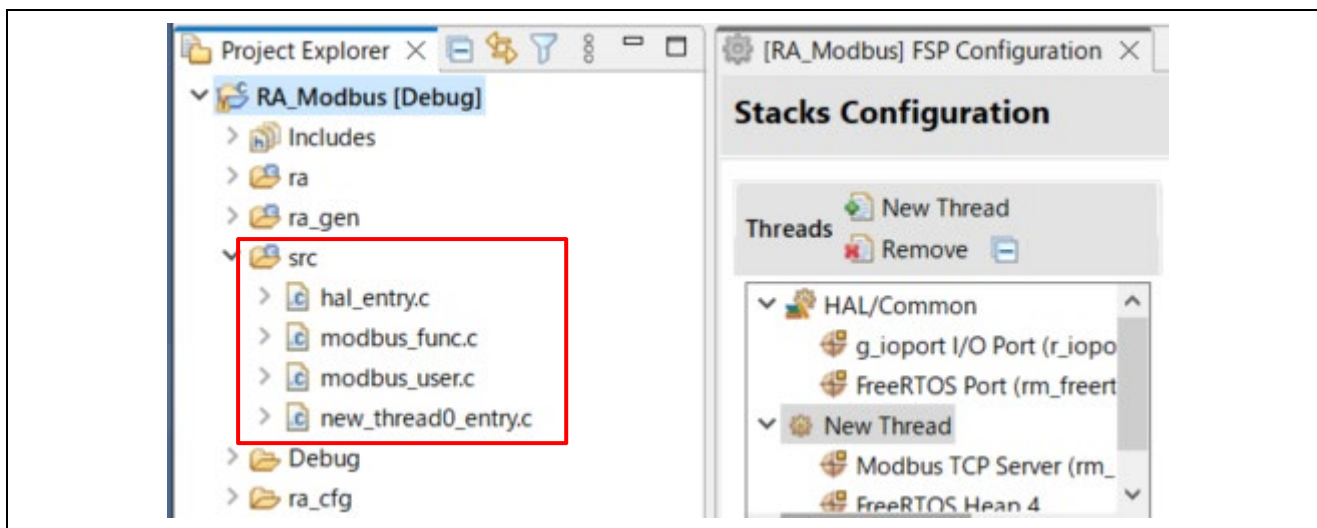 Project Explorer
RA_Modbus [Debug]
Includes
ra
ra_gen
src
hal_entry.c
modbus_func.c
modbus_user.c
new_thread0_entry.c
Debug
ra_cfg
[RA_Modbus] FSP Configuration
Stacks Configuration
Threads
New Thread
Remove
HAL/Common
g_ioport I/O Port (r_iopo
FreeRTOS Port (rm_freert
New Thread
Modbus TCP Server (rm_
FreeRTOS Heap 4